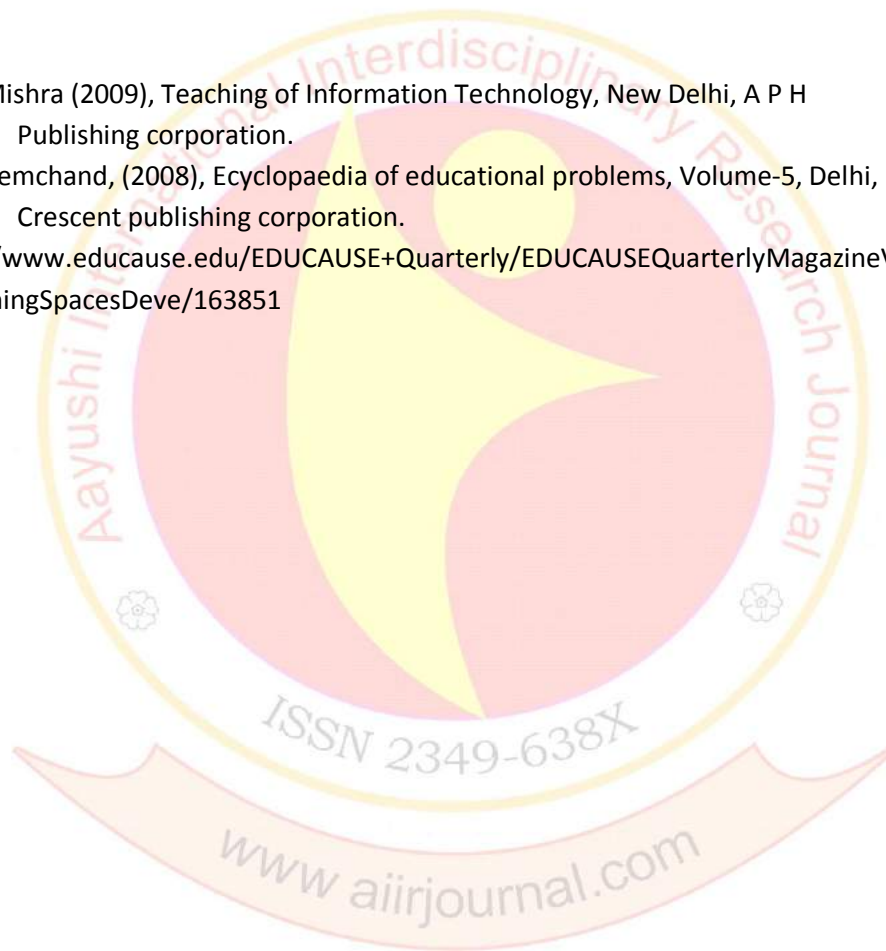 Mishra (2009), Teaching of Information Technology, New Delhi, A P H
Publishing corporation.
emchand, (2008), Ecyclopaedia of educational problems, Volume-5, Delhi,
Crescent publishing corporation.
/www.educause.edu/EDUCAUSE+Quarterly/EDUCAUSEQuarterlyMagazineV
ningSpacesDeve/163851
Aayushi International Interdisciplinary Research Journal
ISSN 2349-638X
www aiirjournal.com